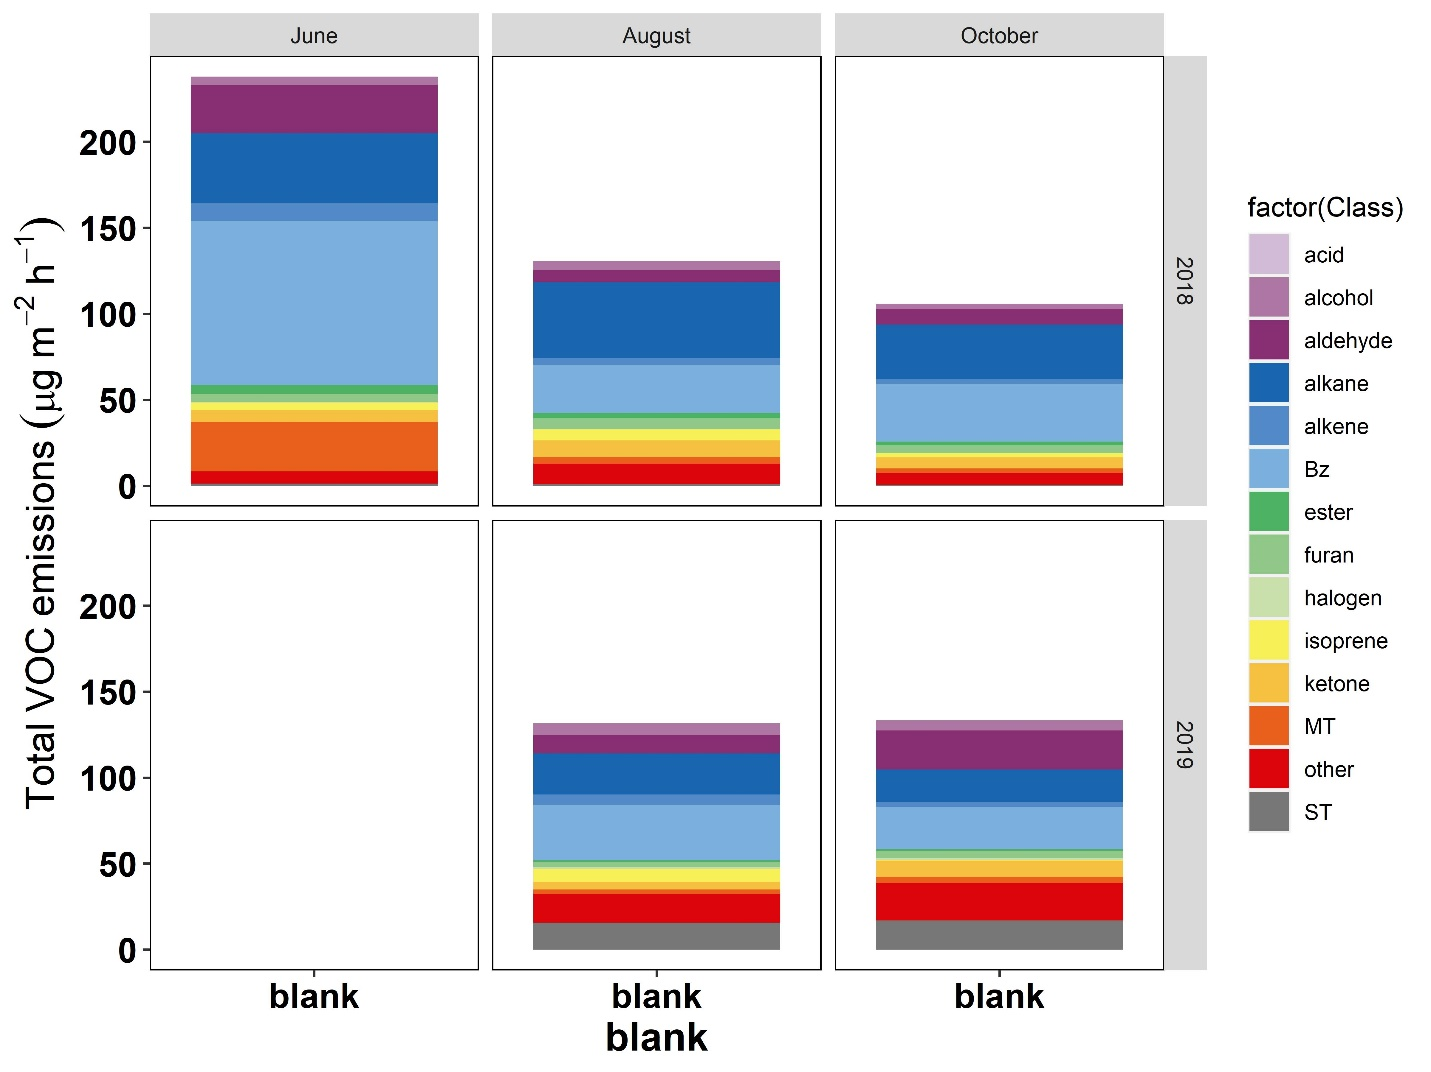 June
August
October
Total VOC emissions (µg m⁻² h⁻¹)
200
150
100
50
0
2018
200
150
100
50
0
2019
blank
blank
blank
blank
factor(Class)
acid
alcohol
aldehyde
alkane
alkene
Bz
ester
furan
halogen
isoprene
ketone
MT
other
ST